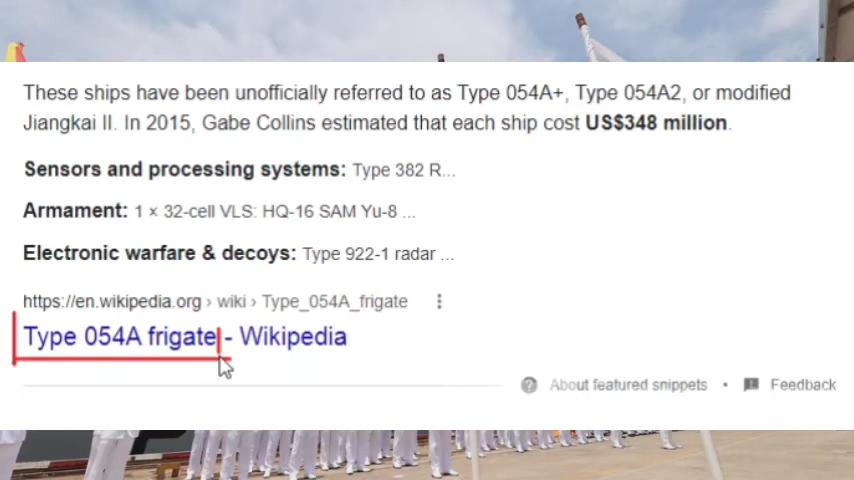 These ships have been unofficially referred to as Type 054A+, Type 054A2, or modified
Jiangkai II. In 2015, Gabe Collins estimated that each ship cost US$348 million.
Sensors and processing systems: Type 382 R...
Armament: 1 × 32-cell VLS: HQ-16 SAM Yu-8 ...
Electronic warfare & decoys: Type 922-1 radar ...
https://en.wikipedia.org › wiki › Type_054A_frigate
Type 054A frigate - Wikipedia
About featured snippets • Feedback